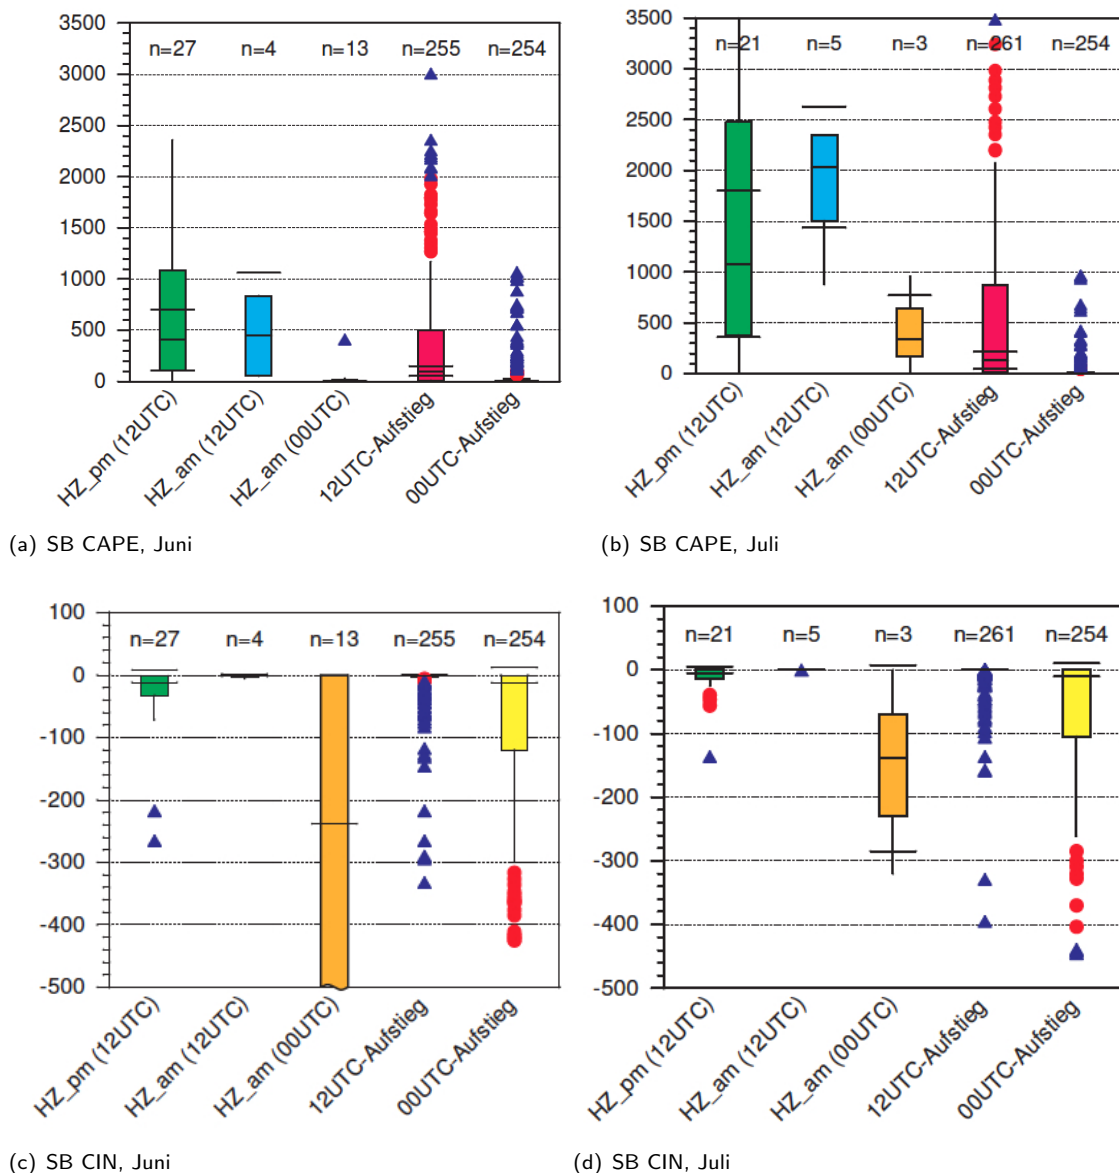 3500
3000
2500
2000
1500
1000
500
0
n=27 n=4 n=13 n=255 n=254
HZ_pm (12UTC)
HZ_am (12UTC)
HZ_am (00UTC)
12UTC-Aufstieg
00UTC-Aufstieg
(a) SB CAPE, Juni
3500
3000
2500
2000
1500
1000
500
0
n=21 n=5 n=3 n=261 n=254
HZ_pm (12UTC)
HZ_am (12UTC)
HZ_am (00UTC)
12UTC-Aufstieg
00UTC-Aufstieg
(b) SB CAPE, Juli
100
0
-100
-200
-300
-400
-500
n=27 n=4 n=13 n=255 n=254
HZ_pm (12UTC)
HZ_am (12UTC)
HZ_am (00UTC)
12UTC-Aufstieg
00UTC-Aufstieg
(c) SB CIN, Juni
100
0
-100
-200
-300
-400
-500
n=21 n=5 n=3 n=261 n=254
HZ_pm (12UTC)
HZ_am (12UTC)
HZ_am (00UTC)
12UTC-Aufstieg
00UTC-Aufstieg
(d) SB CIN, Juli